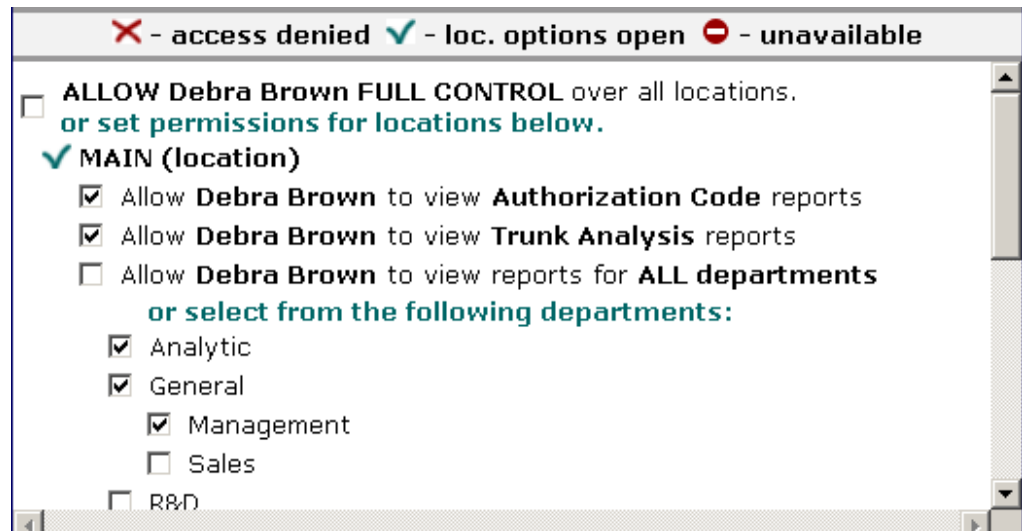 - access denied - loc. options open - unavailable
ALLOW Debra Brown FULL CONTROL over all locations.
or set permissions for locations below.
MAIN (location)
Allow Debra Brown to view Authorization Code reports
Allow Debra Brown to view Trunk Analysis reports
Allow Debra Brown to view reports for ALL departments
or select from the following departments:
Analytic
General
Management
Sales
R&D